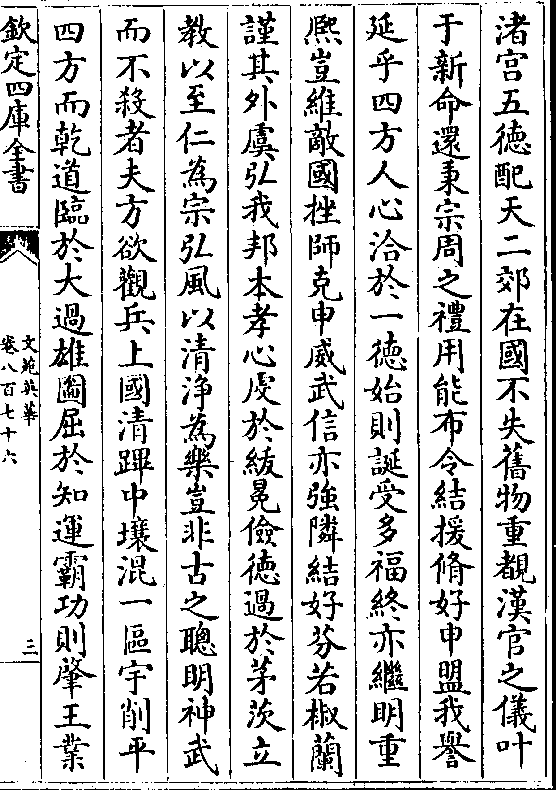 渚宫五徳配天二郊在國不失舊物重覩漢官之儀叶
于新命還秉宗周之禮用能布令結援脩好申盟我譽
延乎四方人心洽於一徳始則誕受多福終亦繼明重
熈豈維敵國挫師克申威武信亦強隣結好芬若椒蘭
謹其外虞弘我邦本孝心虔於紱冕儉徳過於茅茨立
教以至仁為宗弘風以清浄為樂豈非古之聰明神武
而不殺者夫方欲觀兵上國清蹕中壤混一區宇削平
四方而乾道臨於大過雄圖屈於知運霸功則肇王業
欽定四庫全書
文苑英華
卷八百七十六
三